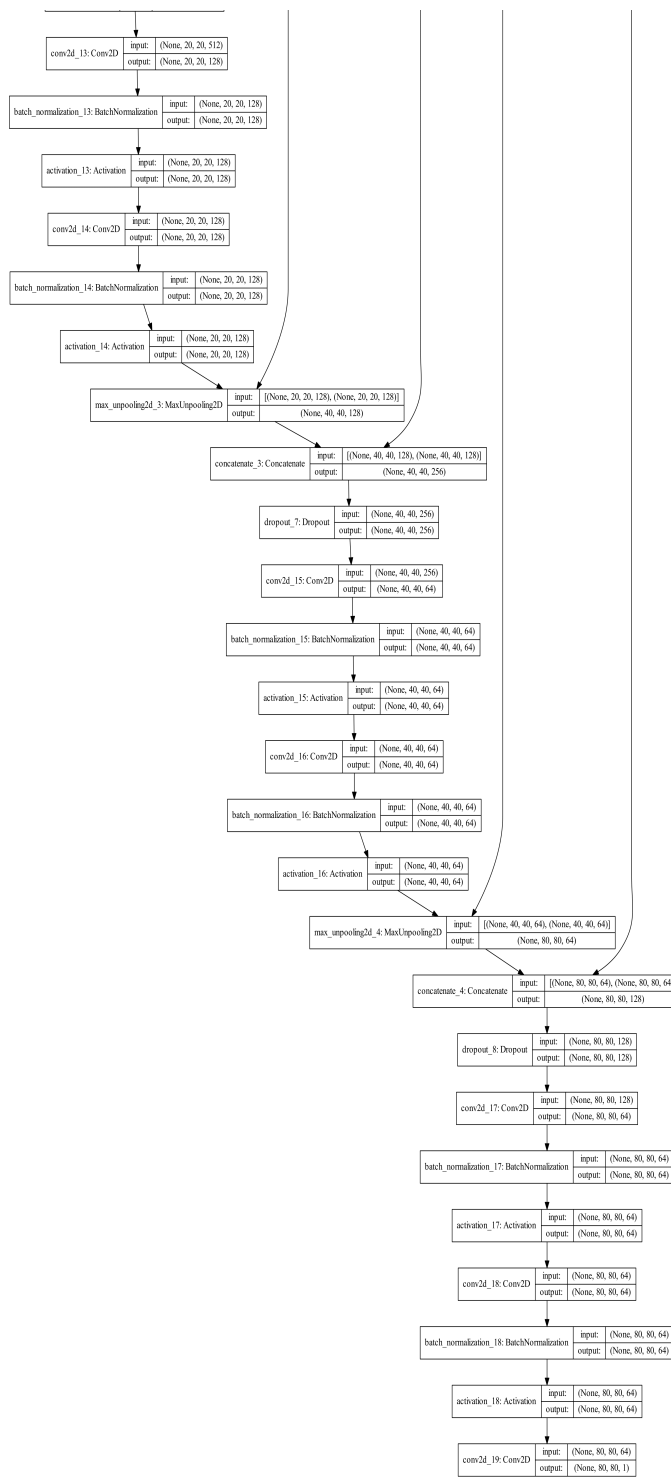 conv2d_13: Conv2D
input: (None, 20, 20, 512)
output: (None, 20, 20, 128)
batch_normalization_13: BatchNormalization
input: (None, 20, 20, 128)
output: (None, 20, 20, 128)
activation_13: Activation
input: (None, 20, 20, 128)
output: (None, 20, 20, 128)
conv2d_14: Conv2D
input: (None, 20, 20, 128)
output: (None, 20, 20, 128)
batch_normalization_14: BatchNormalization
input: (None, 20, 20, 128)
output: (None, 20, 20, 128)
activation_14: Activation
input: (None, 20, 20, 128)
output: (None, 20, 20, 128)
max_unpooling2d_3: MaxUnpooling2D
input: [(None, 20, 20, 128), (None, 20, 20, 128)]
output: (None, 40, 40, 128)
concatenate_3: Concatenate
input: [(None, 40, 40, 128), (None, 40, 40, 128)]
output: (None, 40, 40, 256)
dropout_7: Dropout
input: (None, 40, 40, 256)
output: (None, 40, 40, 256)
conv2d_15: Conv2D
input: (None, 40, 40, 256)
output: (None, 40, 40, 64)
batch_normalization_15: BatchNormalization
input: (None, 40, 40, 64)
output: (None, 40, 40, 64)
activation_15: Activation
input: (None, 40, 40, 64)
output: (None, 40, 40, 64)
conv2d_16: Conv2D
input: (None, 40, 40, 64)
output: (None, 40, 40, 64)
batch_normalization_16: BatchNormalization
input: (None, 40, 40, 64)
output: (None, 40, 40, 64)
activation_16: Activation
input: (None, 40, 40, 64)
output: (None, 40, 40, 64)
max_unpooling2d_4: MaxUnpooling2D
input: [(None, 40, 40, 64), (None, 40, 40, 64)]
output: (None, 80, 80, 64)
concatenate_4: Concatenate
input: [(None, 80, 80, 64), (None, 80, 80, 64
output: (None, 80, 80, 128)
dropout_8: Dropout
input: (None, 80, 80, 128)
output: (None, 80, 80, 128)
conv2d_17: Conv2D
input: (None, 80, 80, 128)
output: (None, 80, 80, 64)
batch_normalization_17: BatchNormalization
input: (None, 80, 80, 64)
output: (None, 80, 80, 64)
activation_17: Activation
input: (None, 80, 80, 64)
output: (None, 80, 80, 64)
conv2d_18: Conv2D
input: (None, 80, 80, 64)
output: (None, 80, 80, 64)
batch_normalization_18: BatchNormalization
input: (None, 80, 80, 64)
output: (None, 80, 80, 64)
activation_18: Activation
input: (None, 80, 80, 64)
output: (None, 80, 80, 64)
conv2d_19: Conv2D
input: (None, 80, 80, 64)
output: (None, 80, 80, 1)